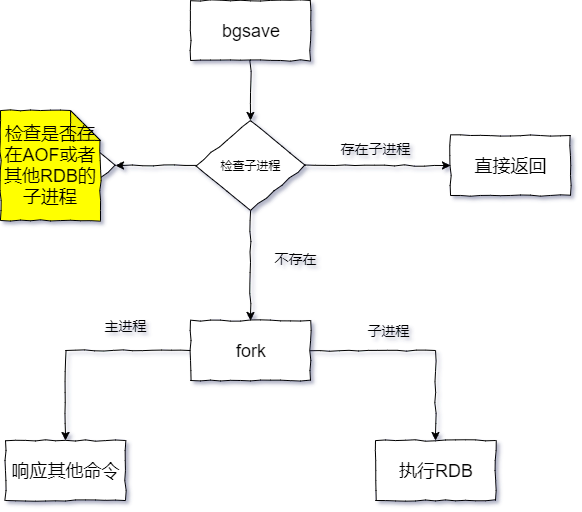 bgsave
检查是否存
在AOF或者
其他RDB的
子进程
检查子进程
存在子进程
直接返回
不存在
主进程
fork
子进程
响应其他命令
执行RDB